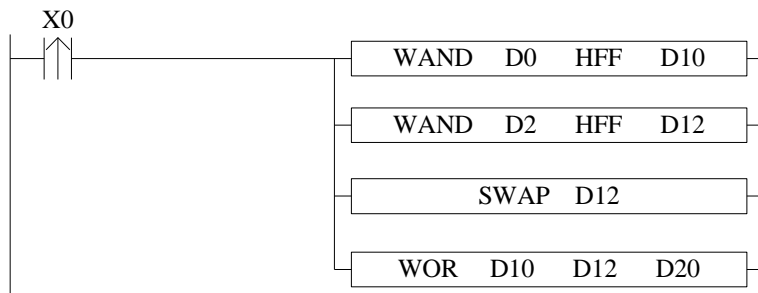 X0
WAND D0 HFF D10
WAND D2 HFF D12
SWAP D12
WOR D10 D12 D20